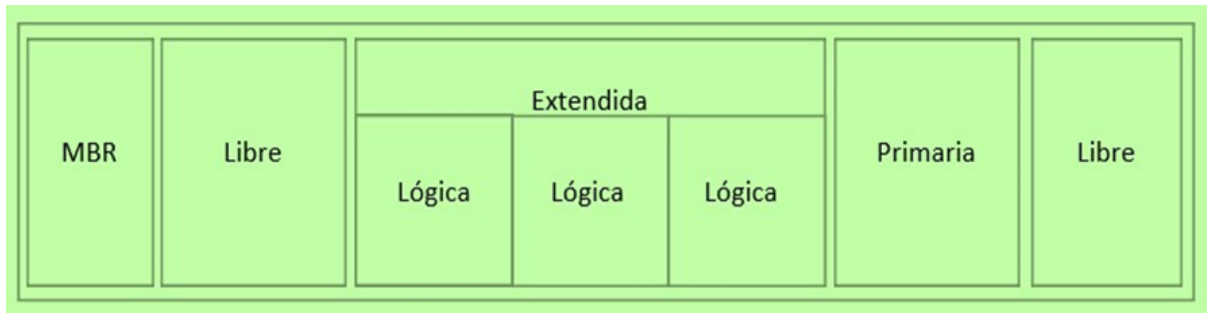 MBR
Libre
Extendida
Lógica
Lógica
Lógica
Primaria
Libre